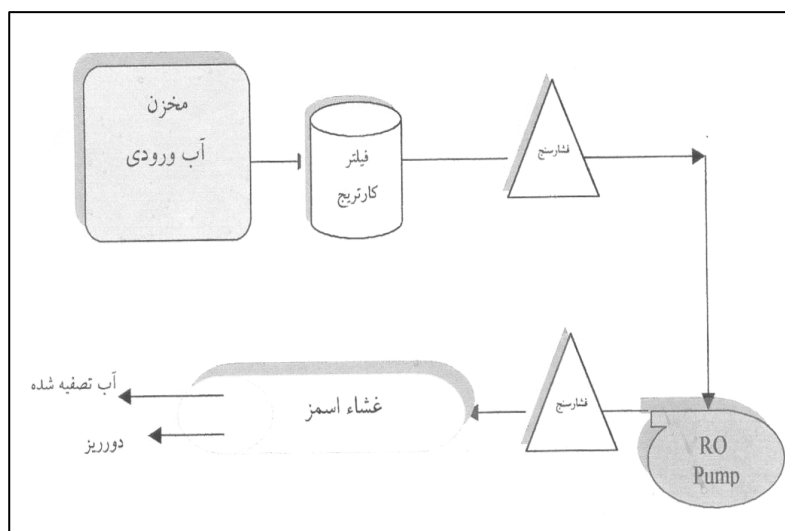 مخزن
آب ورودی
فیلتر
کارتریج
فشارسنج
فشارسنج
غشاء اسمز
آب تصفیه شده
دورریز
RO
Pump